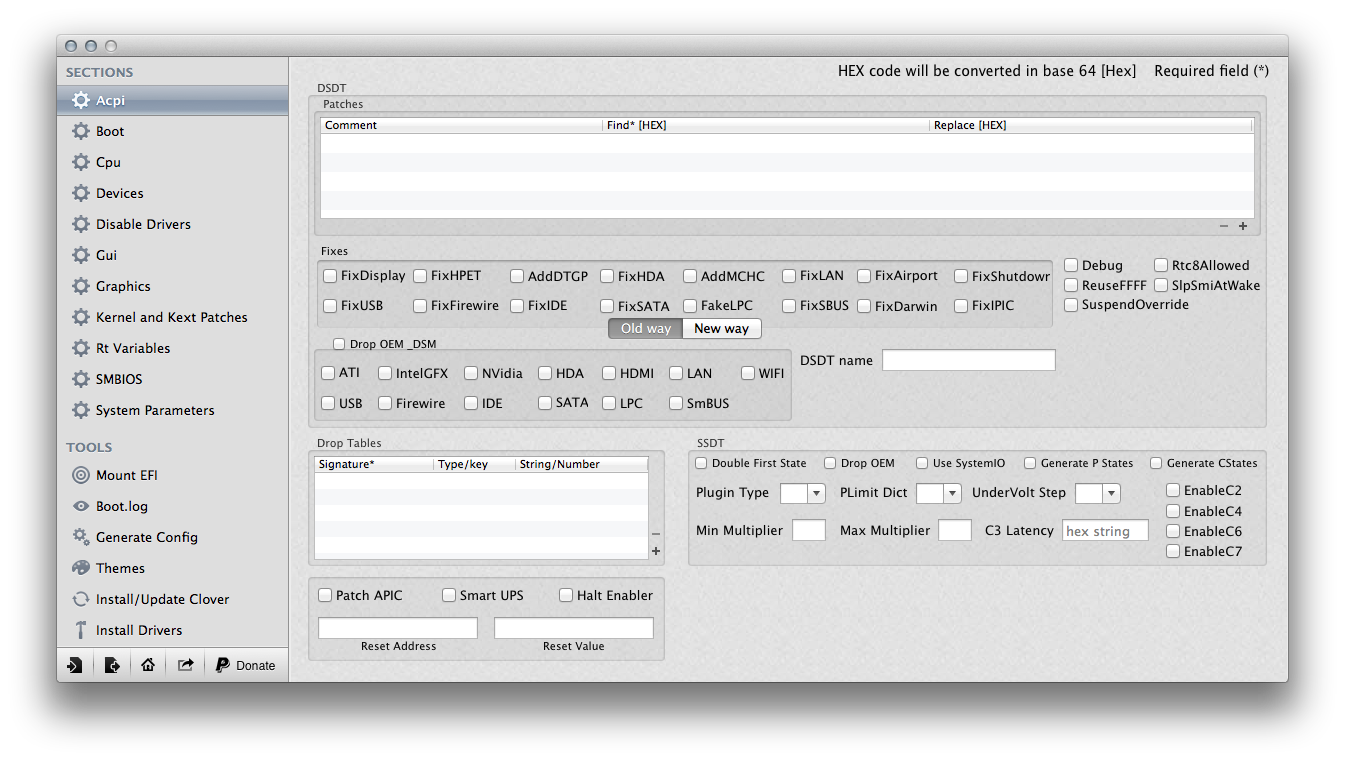 SECTIONS
Acpi
Boot
Cpu
Devices
Disable Drivers
Gui
Graphics
Kernel and Kext Patches
Rt Variables
SMBIOS
System Parameters
TOOLS
Mount EFI
Boot.log
Generate Config
Themes
Install/Update Clover
Install Drivers
Donate
HEX code will be converted in base 64 [Hex] Required field (*)
DSDT
Patches
Comment Find* [HEX] Replace [HEX]
− +
Fixes
FixDisplay FixHPET AddDTGP FixHDA AddMCHC FixLAN FixAirport FixShutdowr
FixUSB FixFirewire FixIDE FixSATA FakeLPC FixSBUS FixDarwin FixIPIC
Debug Rtc8Allowed
ReuseFFFF SlpSmiAtWake
SuspendOverride
Old way New way
Drop OEM _DSM
ATI IntelGFX NVidia HDA HDMI LAN WIFI
USB Firewire IDE SATA LPC SmBUS
DSDT name
Drop Tables
Signature* Type/key String/Number
−
+
SSDT
Double First State Drop OEM Use SystemIO Generate P States Generate CStates
Plugin Type PLimit Dict UnderVolt Step
Min Multiplier Max Multiplier C3 Latency hex string
EnableC2
EnableC4
EnableC6
EnableC7
Patch APIC Smart UPS Halt Enabler
Reset Address Reset Value